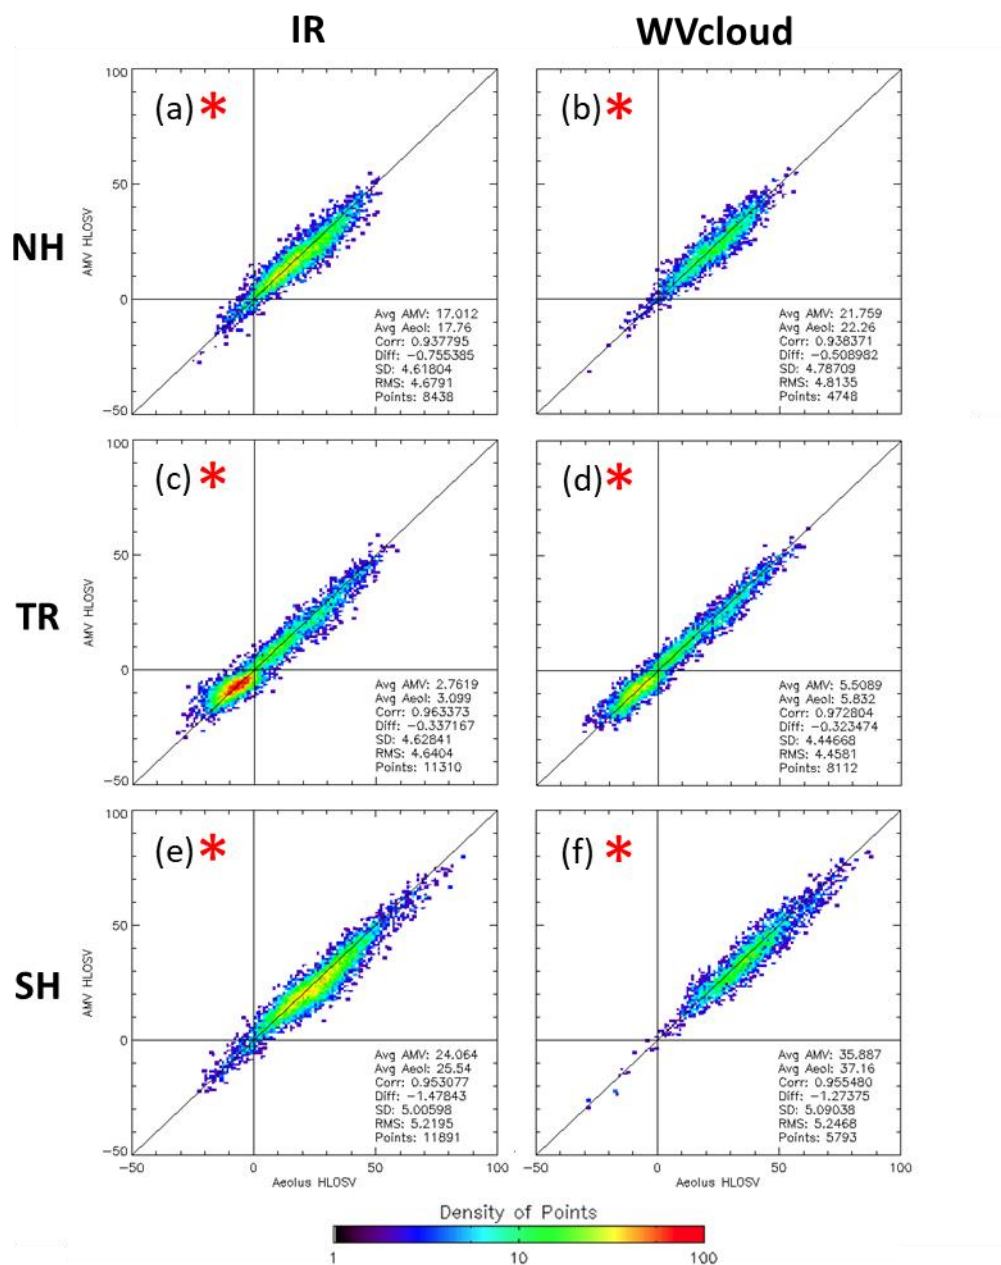 IR WVcloud
(a) * (b) *
NH
100
50
0
-50
AMV HLOSV
Avg AMV: 17.012
Avg Aeol: 17.76
Corr: 0.937795
Diff: -0.755385
SD: 4.61804
RMS: 4.6791
Points: 8438
Avg AMV: 21.759
Avg Aeol: 22.26
Corr: 0.938371
Diff: -0.508982
SD: 4.78709
RMS: 4.8135
Points: 4748
(c) * (d) *
TR
100
50
0
-50
AMV HLOSV
Avg AMV: 2.7619
Avg Aeol: 3.099
Corr: 0.963373
Diff: -0.337167
SD: 4.62841
RMS: 4.6404
Points: 11310
Avg AMV: 5.5089
Avg Aeol: 5.832
Corr: 0.972804
Diff: -0.323474
SD: 4.44668
RMS: 4.4581
Points: 8112
(e) * (f) *
SH
100
50
0
-50
AMV HLOSV
Avg AMV: 24.064
Avg Aeol: 25.54
Corr: 0.953077
Diff: -1.47843
SD: 5.00598
RMS: 5.2195
Points: 11891
Avg AMV: 35.887
Avg Aeol: 37.16
Corr: 0.955480
Diff: -1.27375
SD: 5.09038
RMS: 5.2468
Points: 5793
-50 0 50 100 -50 0 50 100
Aeolus HLOSV Aeolus HLOSV
Density of Points
1 10 100